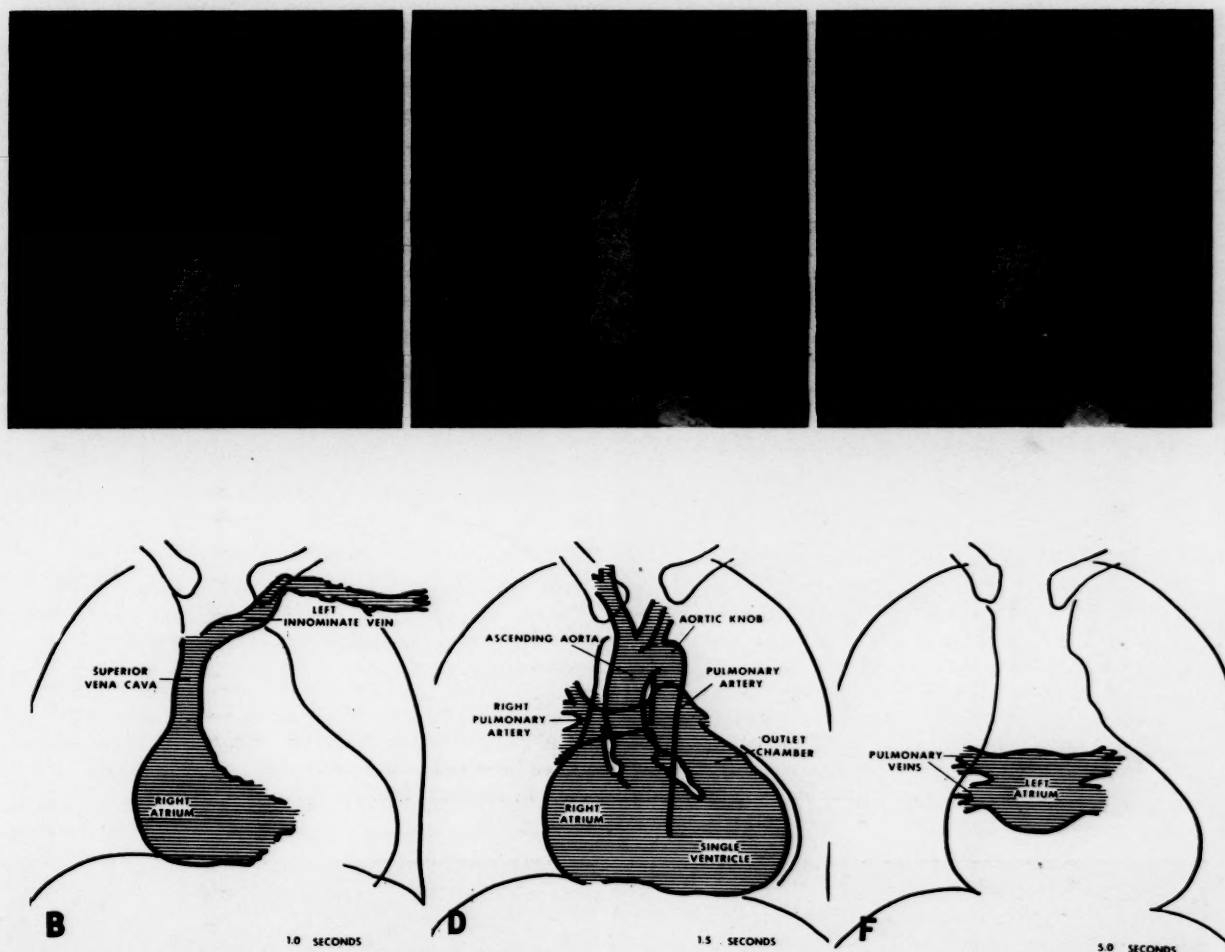 LEFT
INNOMINATE VEIN
SUPERIOR
VENA CAVA
RIGHT
ATRIUM
B
1.0 SECONDS
ASCENDING AORTA
AORTIC KNOB
PULMONARY
ARTERY
RIGHT
PULMONARY
ARTERY
OUTLET
CHAMBER
RIGHT
ATRIUM
SINGLE
VENTRICLE
D
1.5 SECONDS
PULMONARY
VEINS
LEFT
ATRIUM
F
5.0 SECONDS